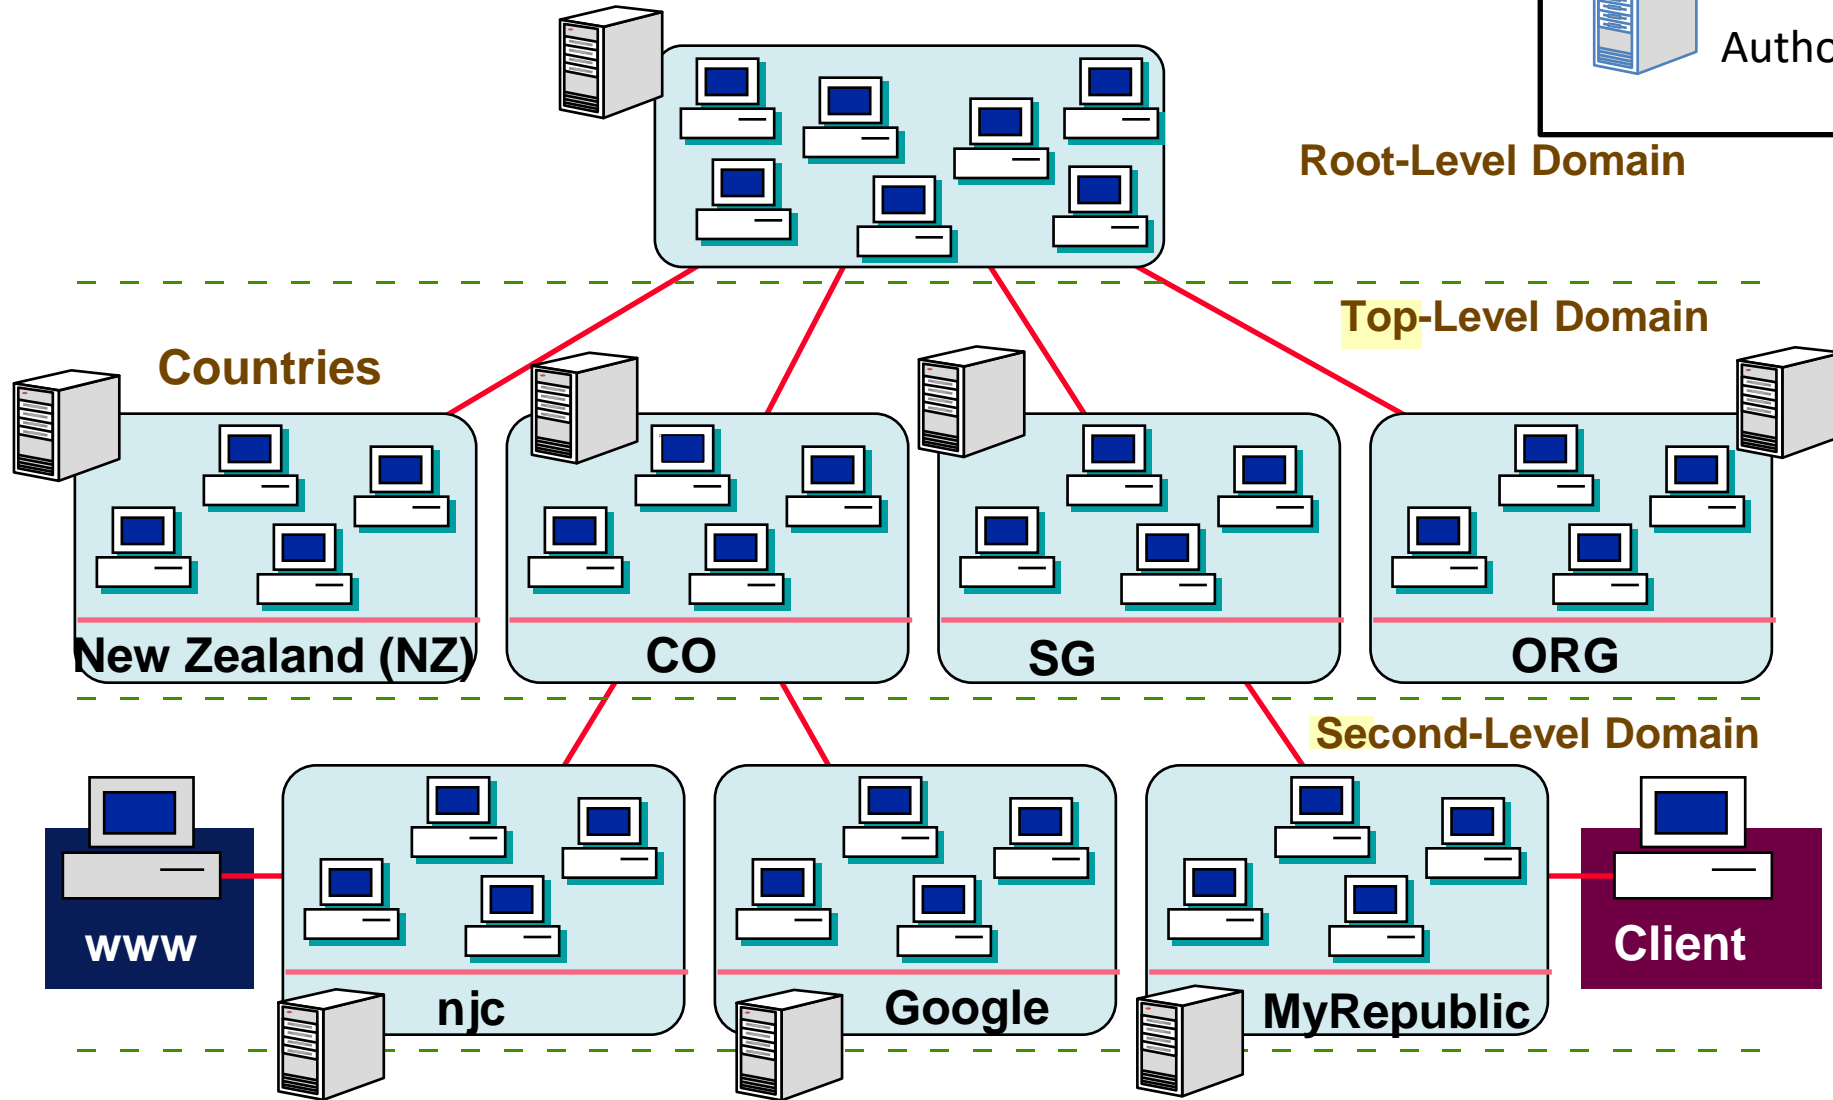 Autho
Root-Level Domain
Top-Level Domain
Countries
New Zealand (NZ)
CO
SG
ORG
Second-Level Domain
www
njc
Google
MyRepublic
Client